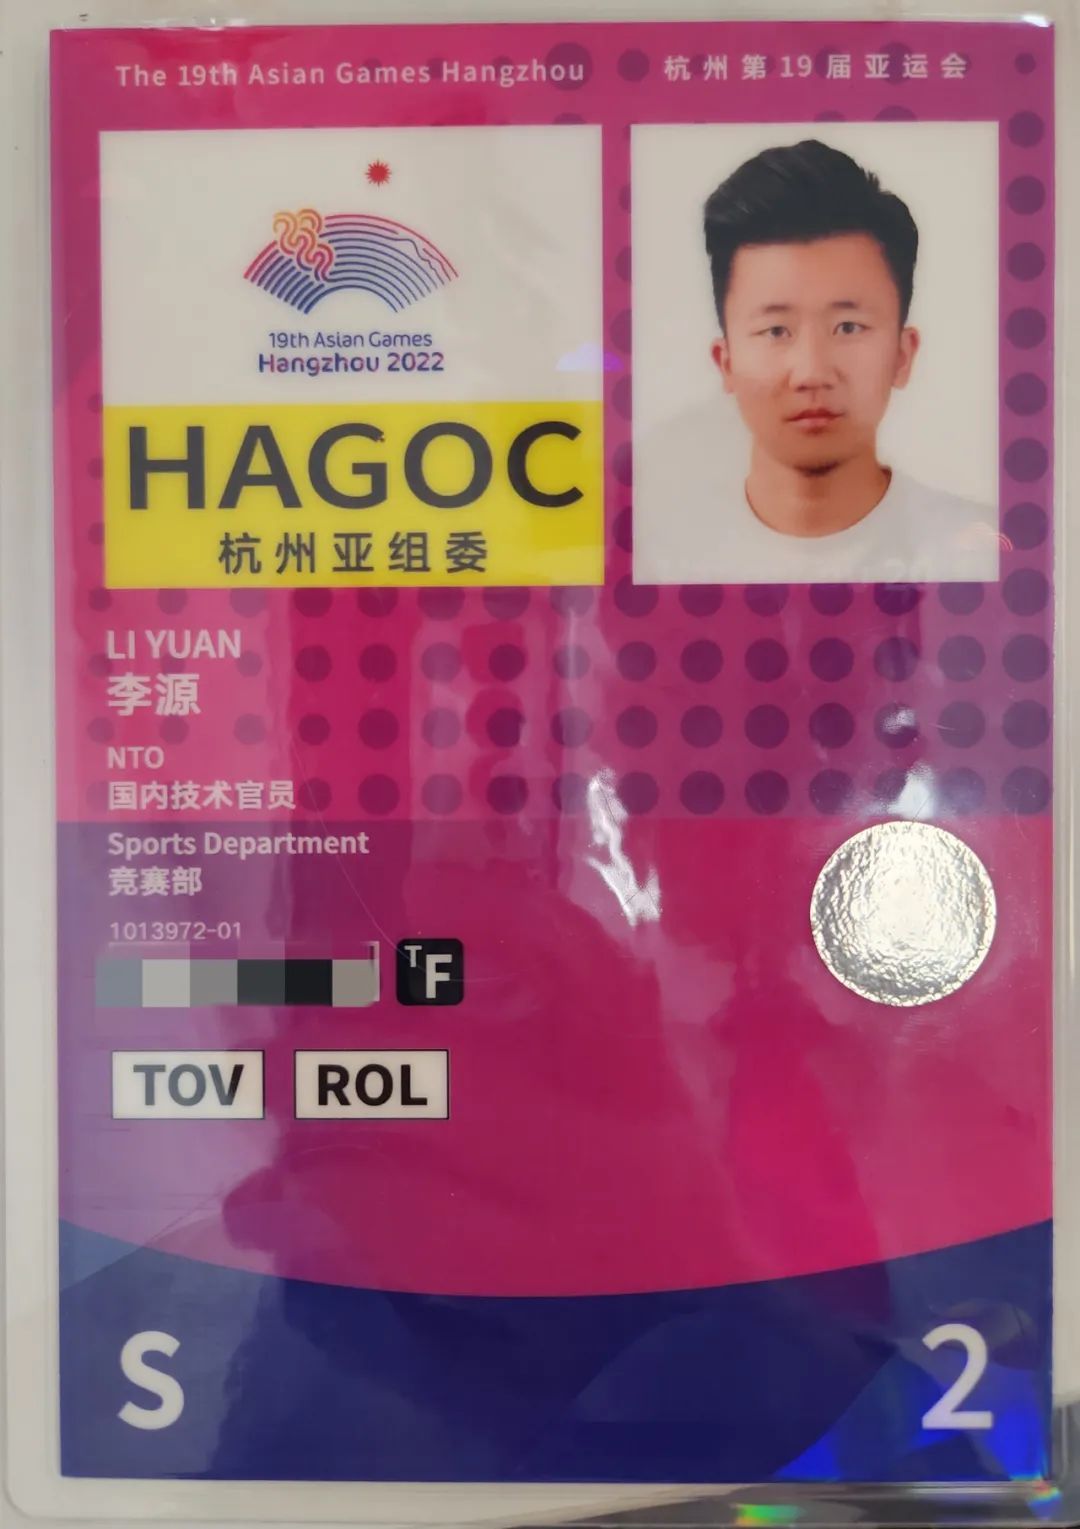 The 19th Asian Games Hangzhou 杭州第19届亚运会
19th Asian Games
Hangzhou 2022
HAGOC
杭州亚组委
LI YUAN
李源
NTO
国内技术官员
Sports Department
竞赛部
1013972-01
TF
TOV ROL
S 2